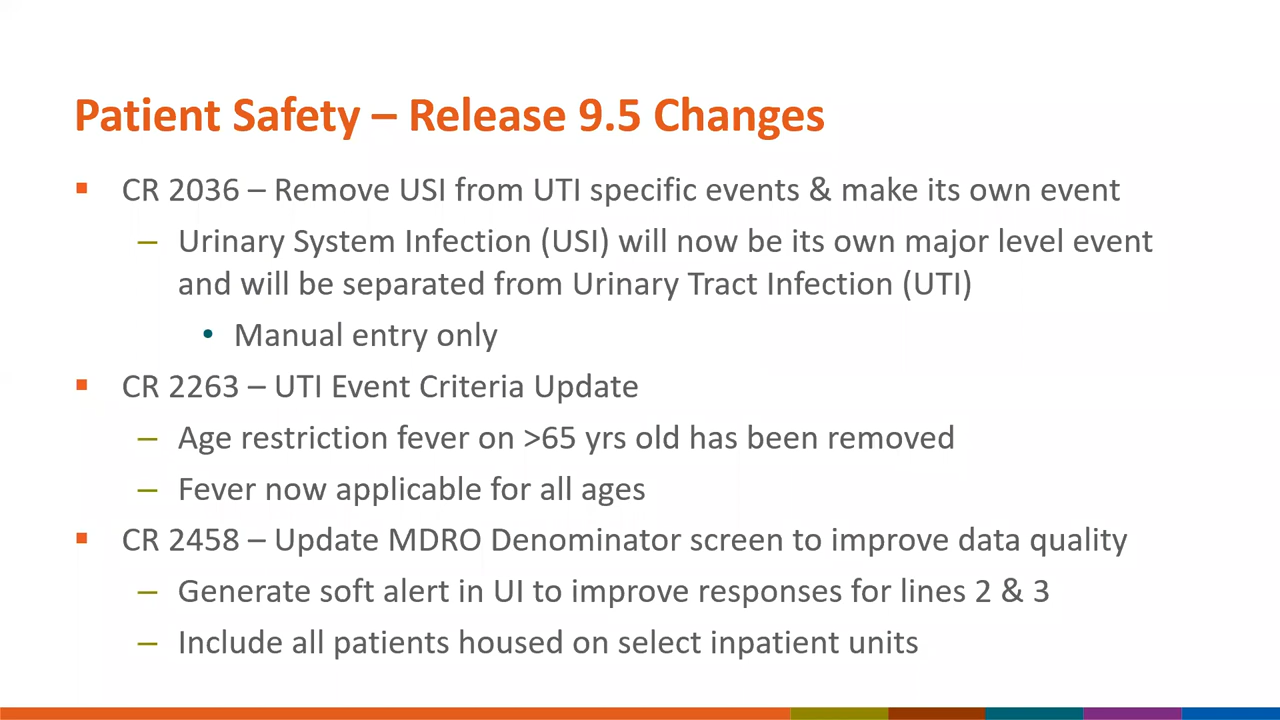 Patient Safety – Release 9.5 Changes
▪ CR 2036 – Remove USI from UTI specific events & make its own event
– Urinary System Infection (USI) will now be its own major level event
and will be separated from Urinary Tract Infection (UTI)
• Manual entry only
▪ CR 2263 – UTI Event Criteria Update
– Age restriction fever on >65 yrs old has been removed
– Fever now applicable for all ages
▪ CR 2458 – Update MDRO Denominator screen to improve data quality
– Generate soft alert in UI to improve responses for lines 2 & 3
– Include all patients housed on select inpatient units